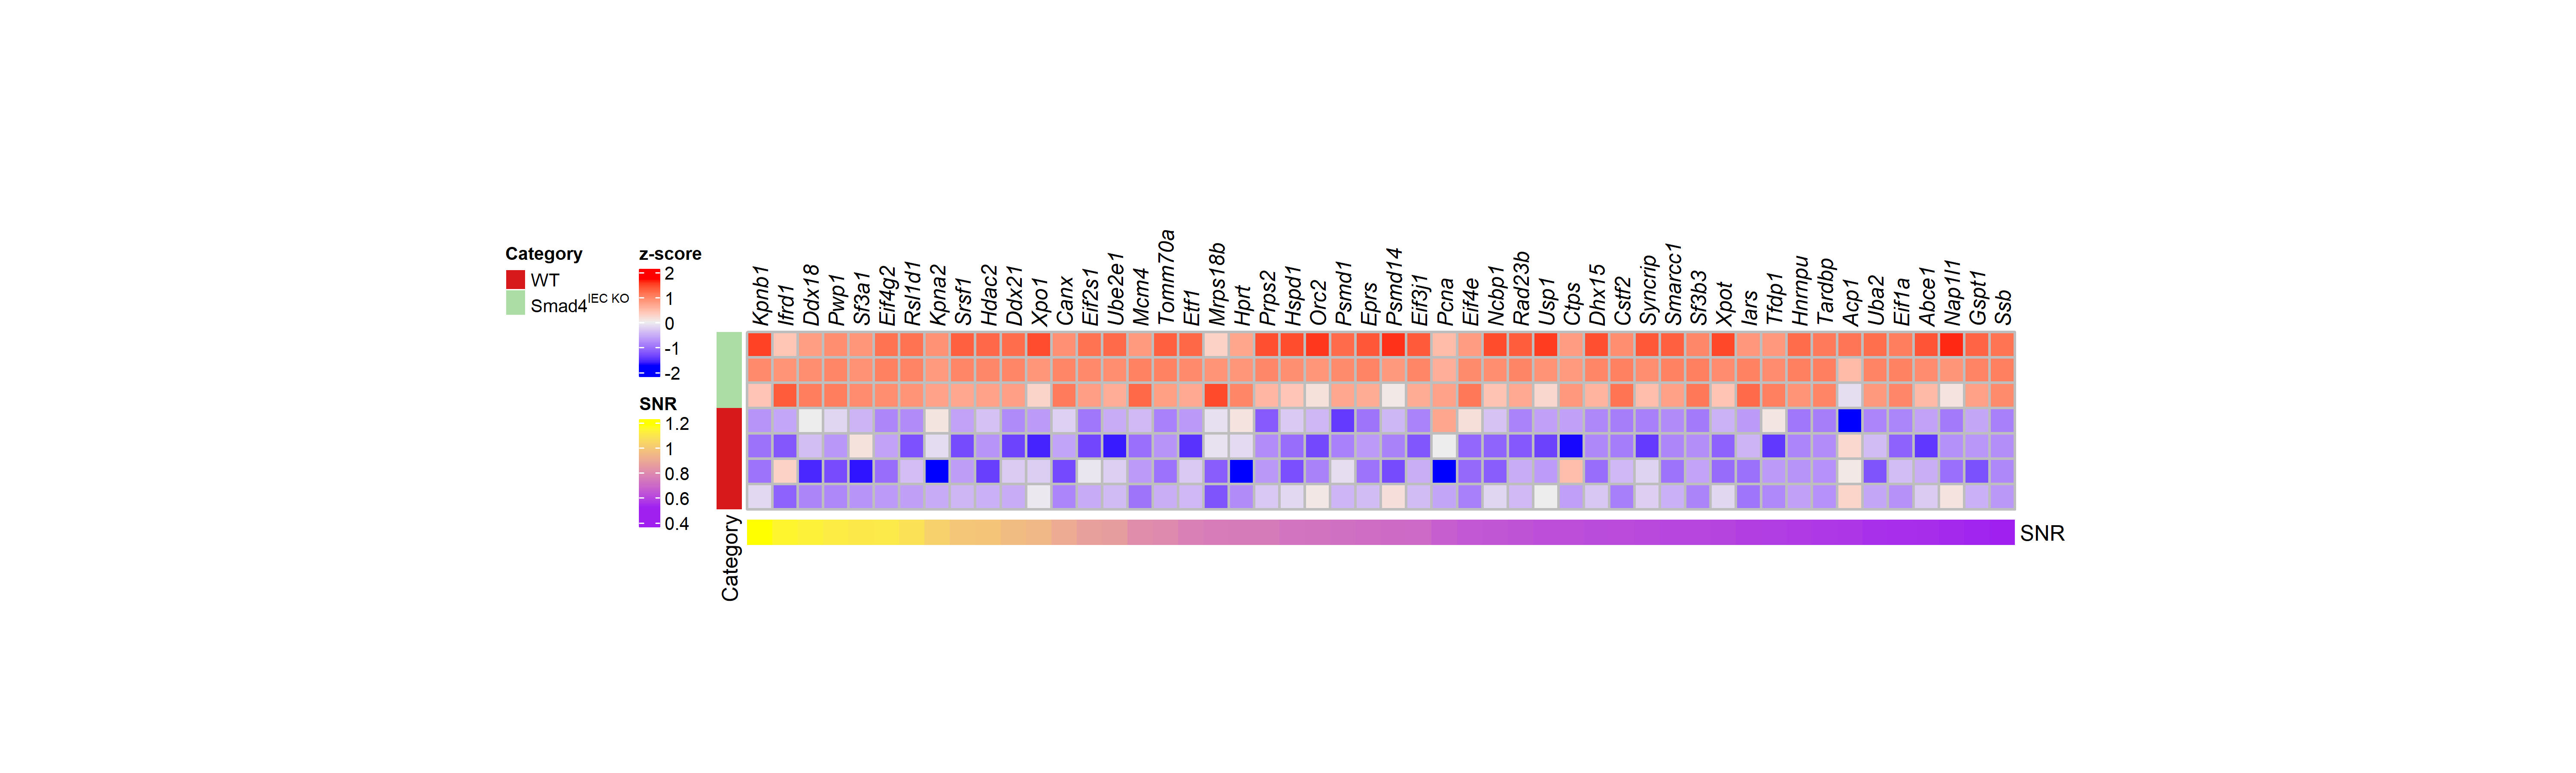 Category
WT
Smad4IEC KO
z-score
2
1
0
-1
-2
SNR
1.2
1
0.8
0.6
0.4
Kpnb1
Ifrd1
Ddx18
Pwp1
Sf3a1
Eif4g2
Rsl1d1
Kpna2
Srsf1
Hdac2
Ddx21
Xpo1
Canx
Eif2s1
Ube2e1
Mcm4
Tomm70a
Etf1
Mrps18b
Hprt
Prps2
Hspd1
Orc2
Psmd1
Eprs
Psmd14
Eif3j1
Pcna
Eif4e
Ncbp1
Rad23b
Usp1
Ctps
Dhx15
Cstf2
Syncrip
Smarcc1
Sf3b3
Xpot
Iars
Tfdp1
Hnrnpu
Tardbp
Acp1
Uba2
Eif1a
Abce1
Nap1l1
Gspt1
Ssb
SNR
Category